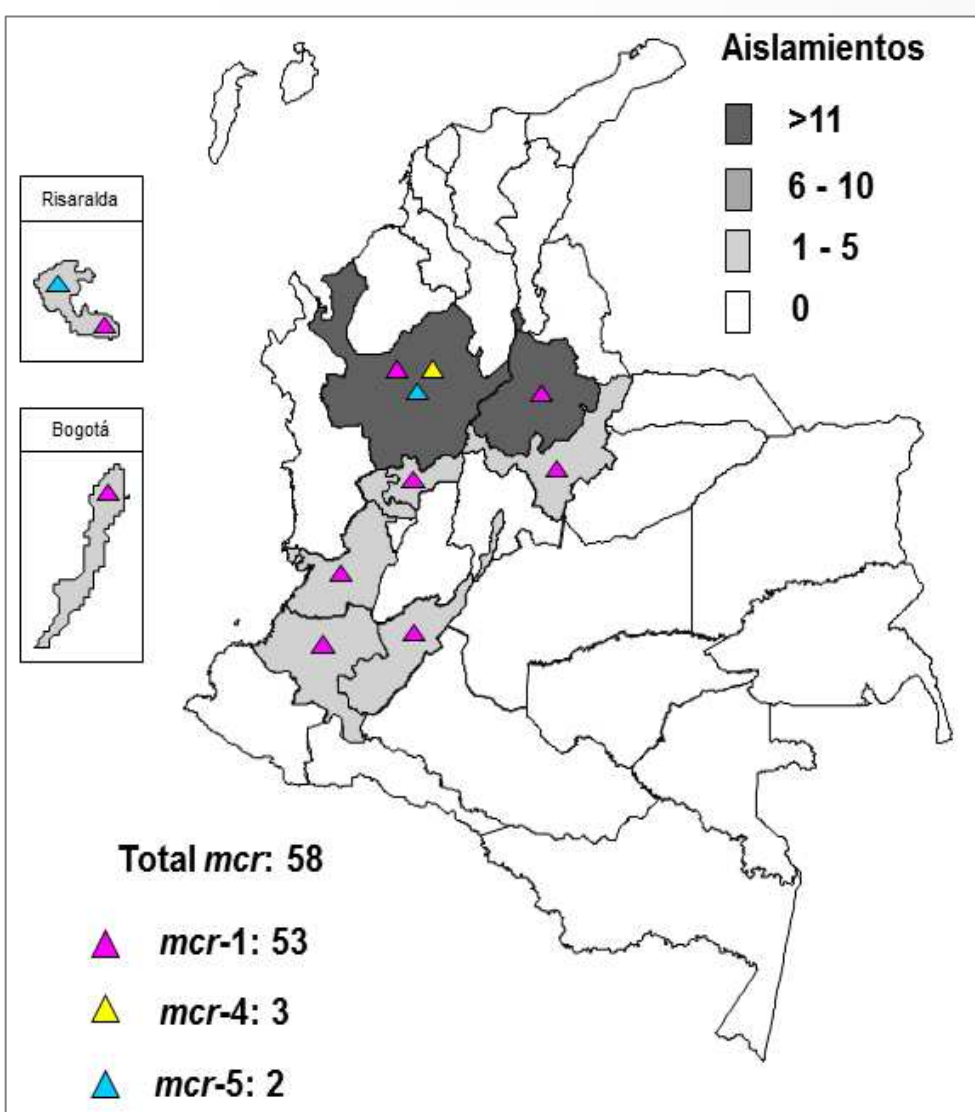 Aislamientos
>11
6 - 10
1 - 5
0
Risaralda
Bogotá
Total mcr: 58
mcr-1: 53
mcr-4: 3
mcr-5: 2